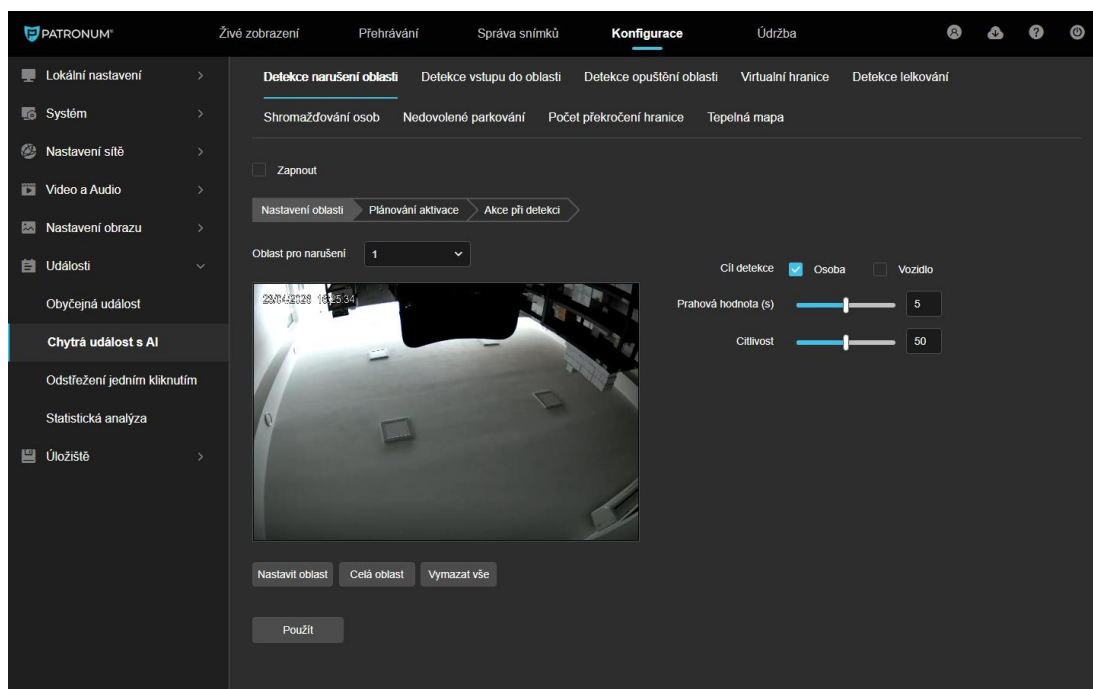 PATRONUM®
Živé zobrazení Přehrávání Správa snímků Konfigurace Údržba
Lokální nastavení
Systém
Nastavení sítě
Video a Audio
Nastavení obrazu
Události
Obyčejná událost
Chytrá událost s AI
Odstřežení jedním kliknutím
Statistická analýza
Úložiště
Detekce narušení oblasti Detekce vstupu do oblasti Detekce opuštění oblasti Virtualní hranice Detekce lelkování
Shromažďování osob Nedovolené parkování Počet překročení hranice Tepelná mapa
Zapnout
Nastavení oblasti Plánování aktivace Akce při detekci
Oblast pro narušení 1
Cíl detekce Osoba Vozidlo
Prahová hodnota (s) 5
Citlivost 50
Nastavit oblast Celá oblast Vymazat vše
Použít